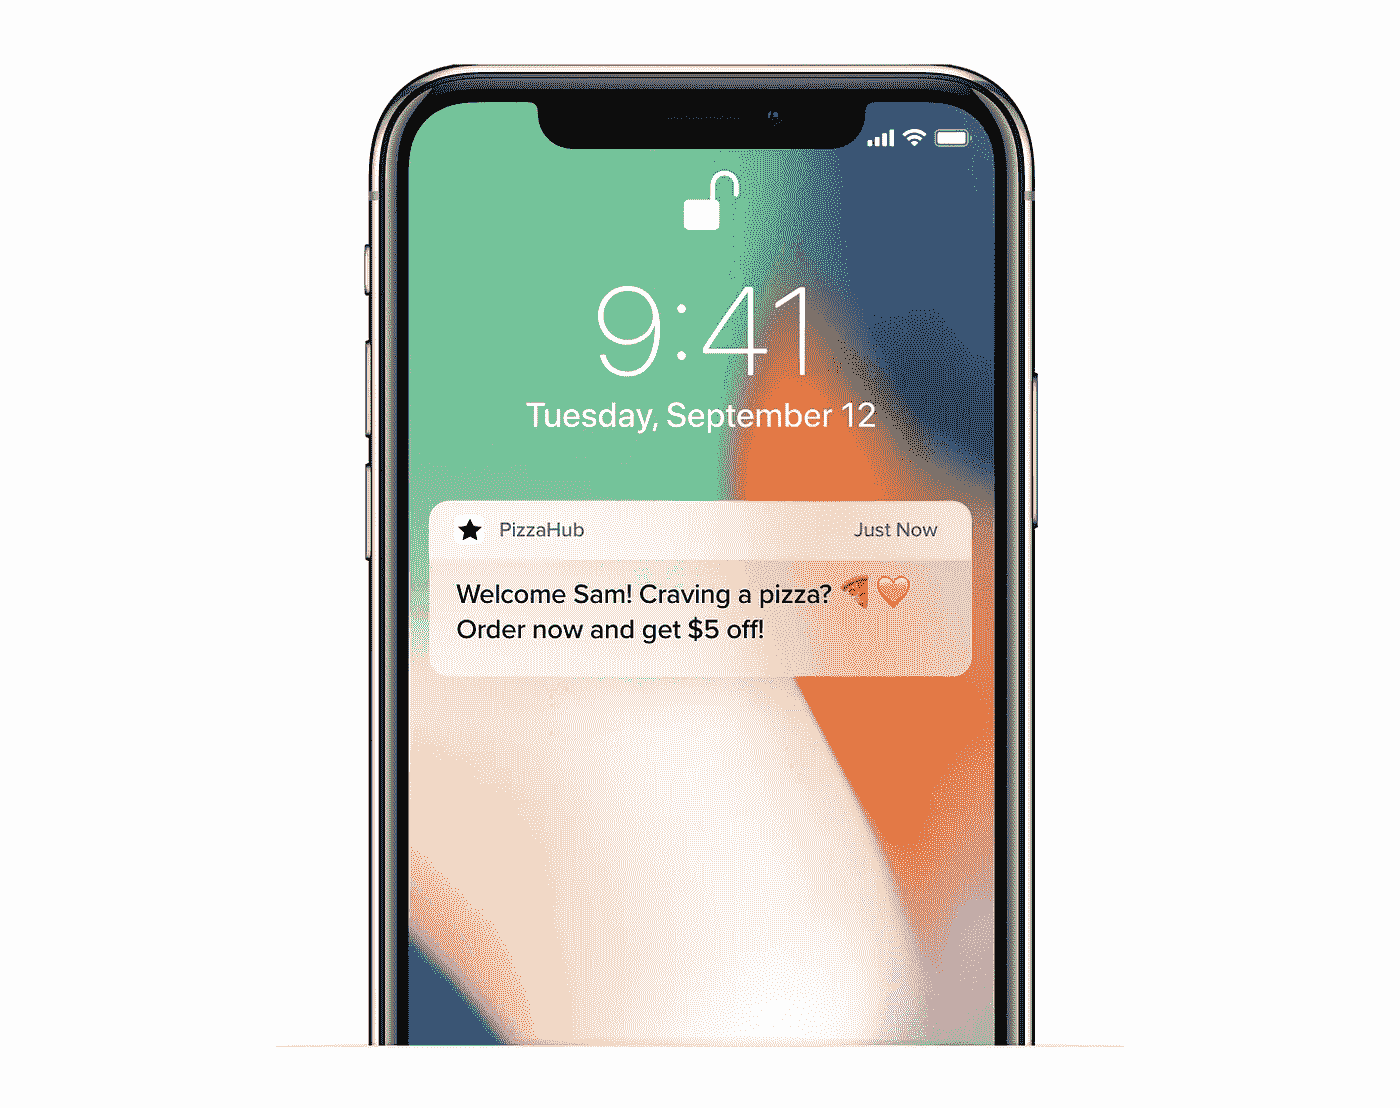 9:41
Tuesday, September 12
PizzaHub Just Now
Welcome Sam! Craving a pizza? 🍕🧡
Order now and get $5 off!